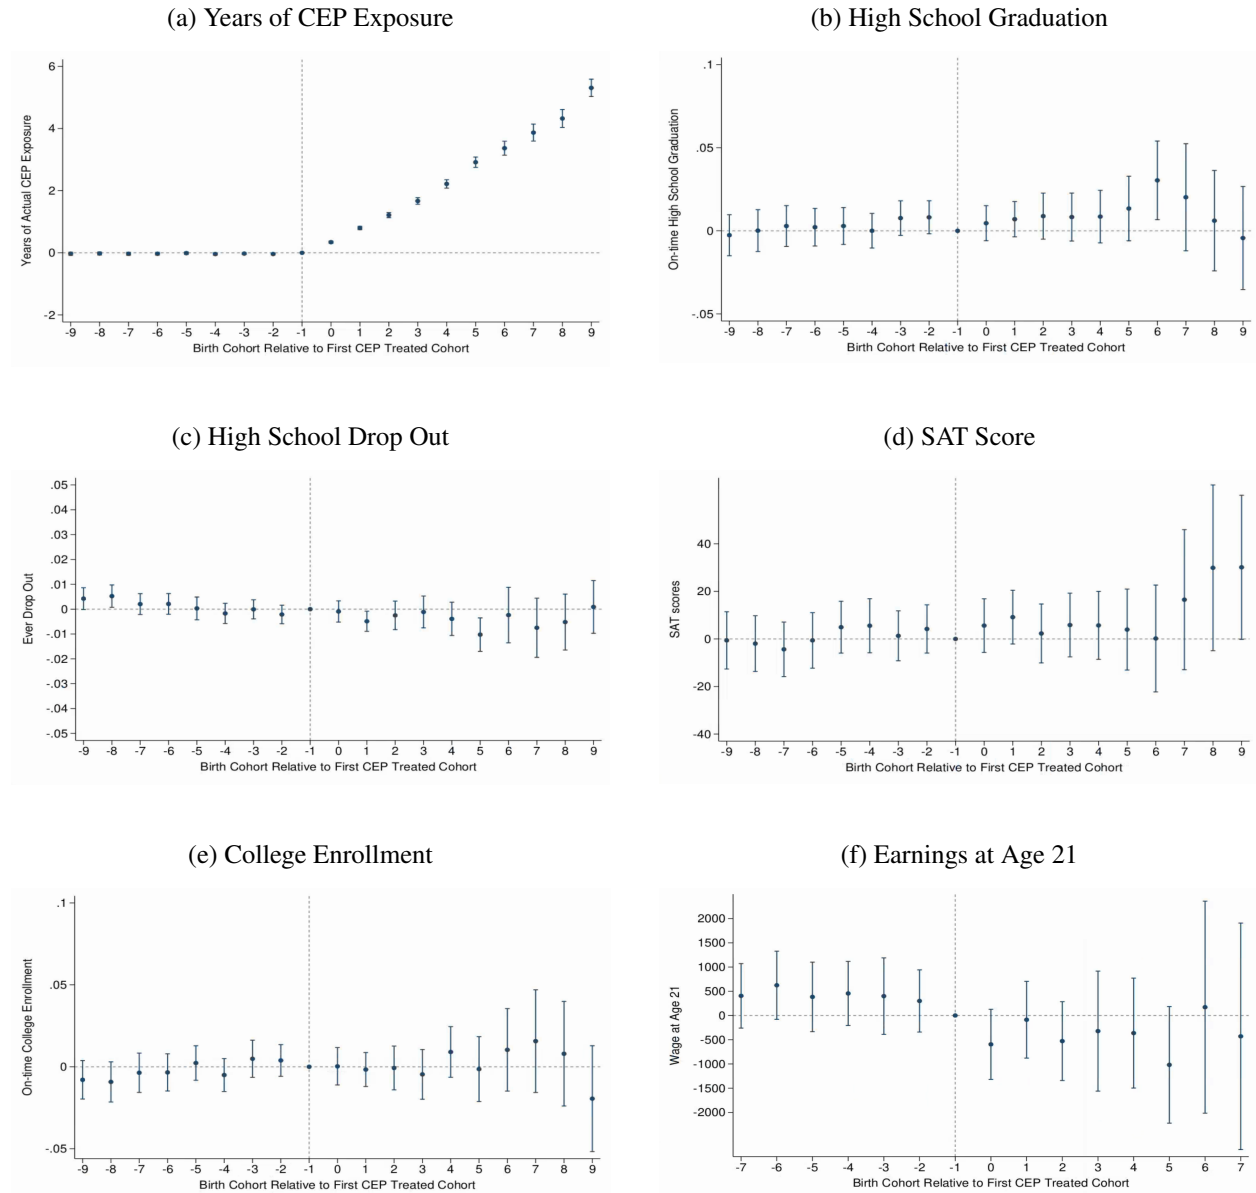 (a) Years of CEP Exposure
6
4
2
0
-2
Years of Actual CEP Exposure
-9 -8 -7 -6 -5 -4 -3 -2 -1 0 1 2 3 4 5 6 7 8 9
Birth Cohort Relative to First CEP Treated Cohort
(b) High School Graduation
.1
.05
0
-.05
On-time High School Graduation
-9 -8 -7 -6 -5 -4 -3 -2 -1 0 1 2 3 4 5 6 7 8 9
Birth Cohort Relative to First CEP Treated Cohort
(c) High School Drop Out
.05
.04
.03
.02
.01
0
-.01
-.02
-.03
-.04
-.05
Ever Drop Out
-9 -8 -7 -6 -5 -4 -3 -2 -1 0 1 2 3 4 5 6 7 8 9
Birth Cohort Relative to First CEP Treated Cohort
(d) SAT Score
40
20
0
-20
-40
SAT scores
-9 -8 -7 -6 -5 -4 -3 -2 -1 0 1 2 3 4 5 6 7 8 9
Birth Cohort Relative to First CEP Treated Cohort
(e) College Enrollment
.1
.05
0
-.05
On-time College Enrollment
-9 -8 -7 -6 -5 -4 -3 -2 -1 0 1 2 3 4 5 6 7 8 9
Birth Cohort Relative to First CEP Treated Cohort
(f) Earnings at Age 21
2000
1500
1000
500
0
-500
-1000
-1500
-2000
Wage at Age 21
-7 -6 -5 -4 -3 -2 -1 0 1 2 3 4 5 6 7
Birth Cohort Relative to First CEP Treated Cohort